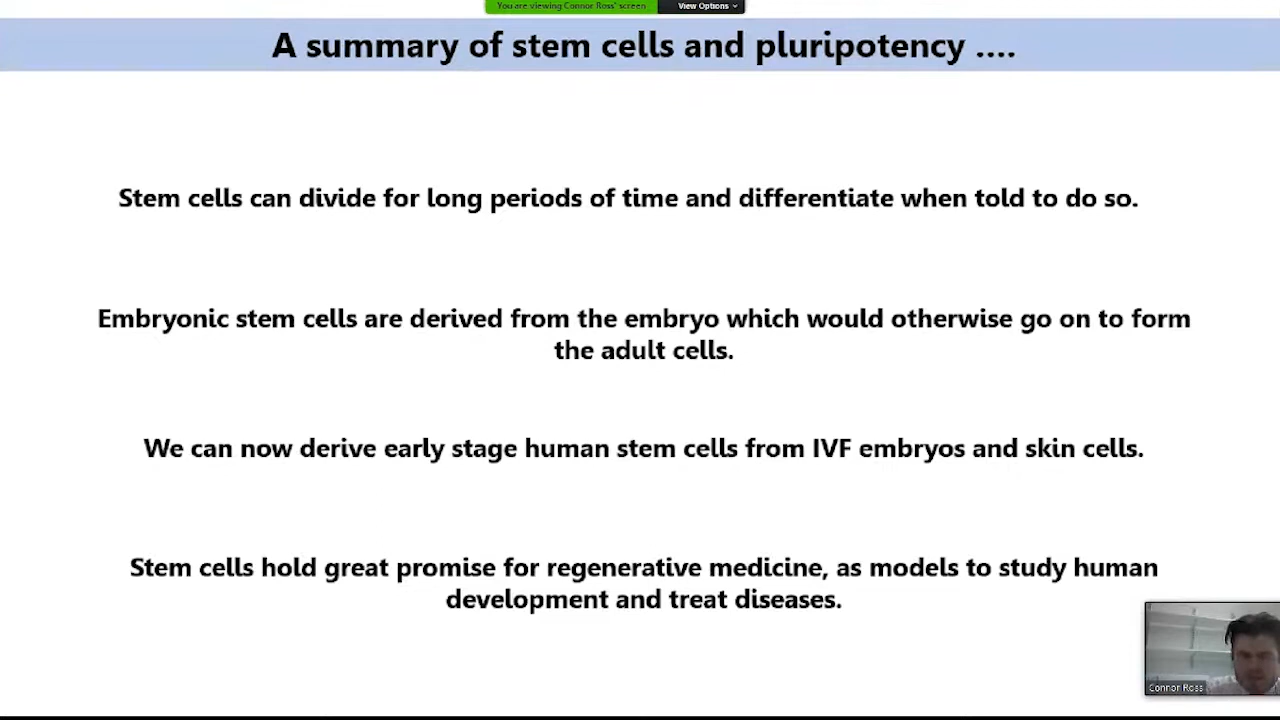 You are viewing Connor Ross' screen View Options
A summary of stem cells and pluripotency ....
Stem cells can divide for long periods of time and differentiate when told to do so.
Embryonic stem cells are derived from the embryo which would otherwise go on to form
the adult cells.
We can now derive early stage human stem cells from IVF embryos and skin cells.
Stem cells hold great promise for regenerative medicine, as models to study human
development and treat diseases.
Connor Ross